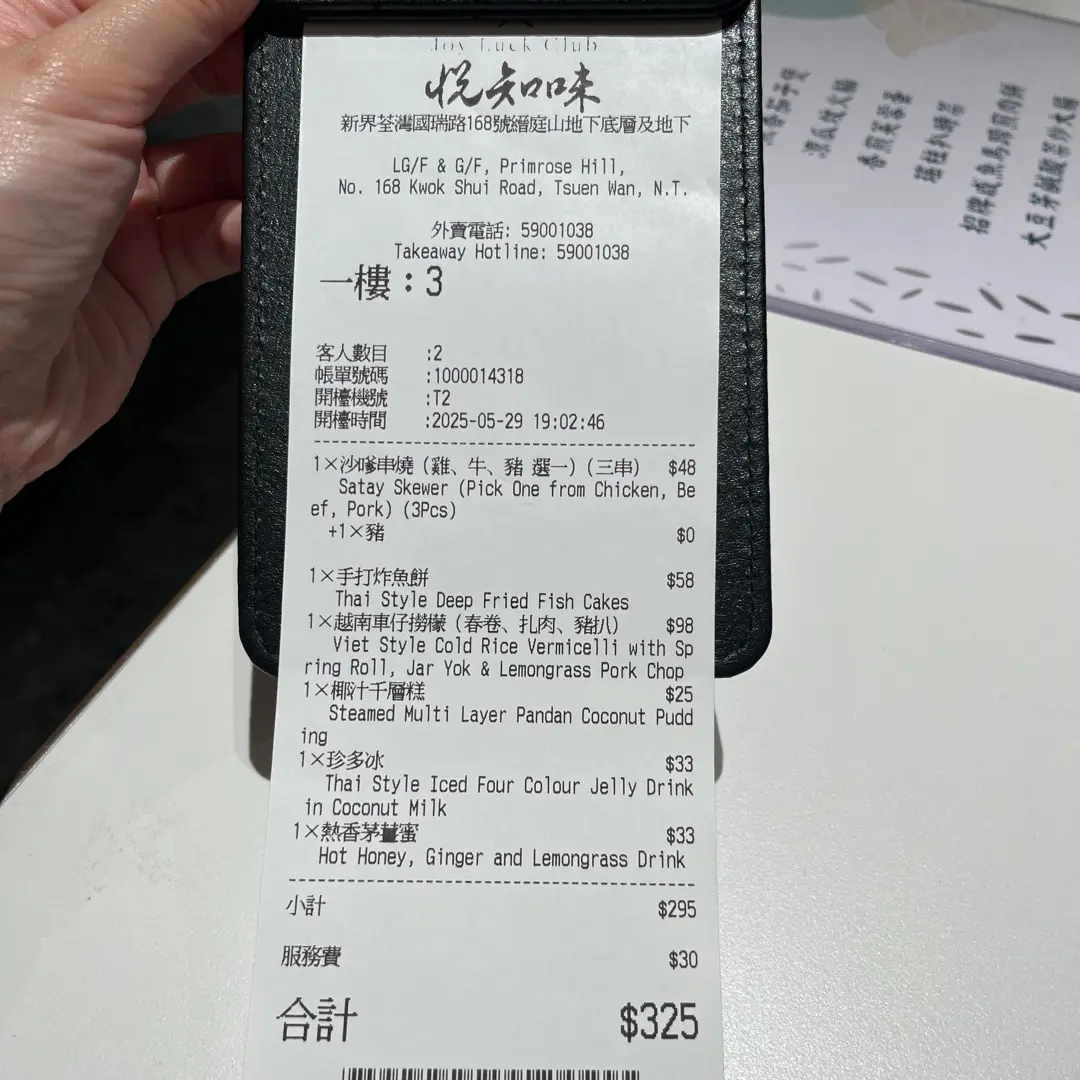 Joy Luck Club
悅知味
新界荃灣國瑞路168號縉庭山地下底層及地下
LG/F & G/F, Primrose Hill,
No. 168 Kwok Shui Road, Tsuen Wan, N.T.
外賣電話: 59001038
Takeaway Hotline: 59001038
一樓：3
客人數目 :2
帳單號碼 :1000014318
開檯機號 :T2
開檯時間 :2025-05-29 19:02:46
1×沙嗲串燒 (雞、牛、豬 選一) (三串) $48
Satay Skewer (Pick One from Chicken, Be
ef, Pork) (3Pcs)
+1×豬 $0
1×手打炸魚餅 $58
Thai Style Deep Fried Fish Cakes
1×越南車仔撈檬 (春卷、扎肉、豬扒) $98
Viet Style Cold Rice Vermicelli with Sp
ring Roll, Jar Yok & Lemongrass Pork Chop
1×椰汁千層糕 $25
Steamed Multi Layer Pandan Coconut Pudd
ing
1×珍多冰 $33
Thai Style Iced Four Colour Jelly Drink
in Coconut Milk
1×熱香茅薑蜜 $33
Hot Honey, Ginger and Lemongrass Drink
小計 $295
服務費 $30
合計 $325